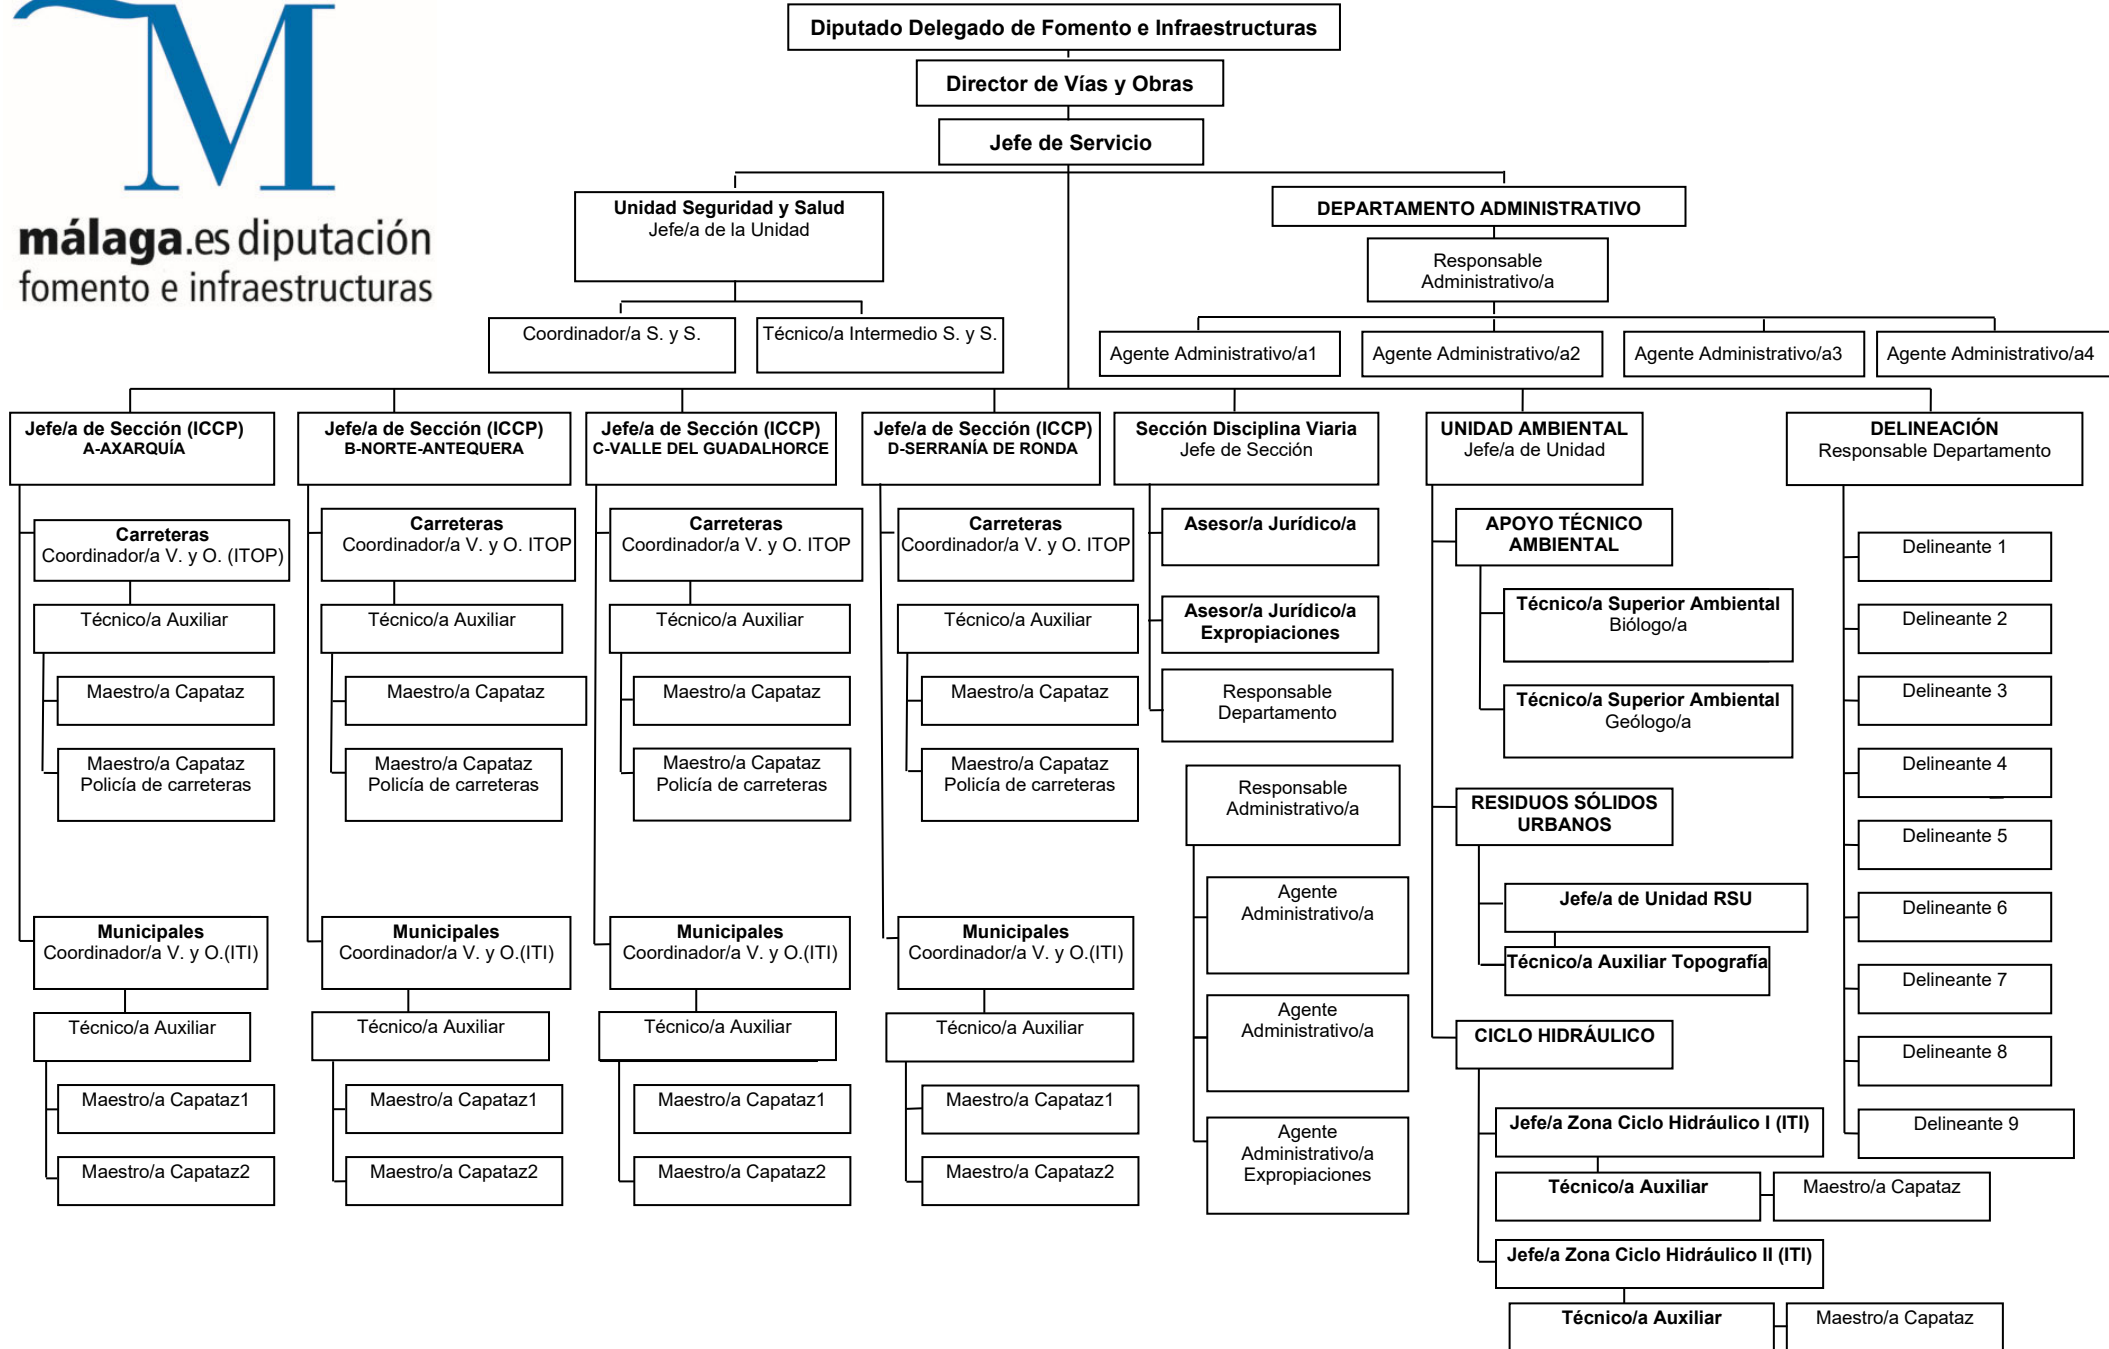 málaga.es diputación
fomento e infraestructuras
Diputado Delegado de Fomento e Infraestructuras
Director de Vías y Obras
Jefe de Servicio
Unidad Seguridad y Salud
Jefe/a de la Unidad
Coordinador/a S. y S.
Técnico/a Intermedio S. y S.
DEPARTAMENTO ADMINISTRATIVO
Responsable
Administrativo/a
Agente Administrativo/a1
Agente Administrativo/a2
Agente Administrativo/a3
Agente Administrativo/a4
Jefe/a de Sección (ICCP)
A-AXARQUÍA
Carreteras
Coordinador/a V. y O. (ITOP)
Técnico/a Auxiliar
Maestro/a Capataz
Maestro/a Capataz
Policía de carreteras
Municipales
Coordinador/a V. y O.(ITI)
Técnico/a Auxiliar
Maestro/a Capataz1
Maestro/a Capataz2
Jefe/a de Sección (ICCP)
B-NORTE-ANTEQUERA
Carreteras
Coordinador/a V. y O. ITOP
Técnico/a Auxiliar
Maestro/a Capataz
Maestro/a Capataz
Policía de carreteras
Municipales
Coordinador/a V. y O.(ITI)
Técnico/a Auxiliar
Maestro/a Capataz1
Maestro/a Capataz2
Jefe/a de Sección (ICCP)
C-VALLE DEL GUADALHORCE
Carreteras
Coordinador/a V. y O. ITOP
Técnico/a Auxiliar
Maestro/a Capataz
Maestro/a Capataz
Policía de carreteras
Municipales
Coordinador/a V. y O.(ITI)
Técnico/a Auxiliar
Maestro/a Capataz1
Maestro/a Capataz2
Jefe/a de Sección (ICCP)
D-SERRANÍA DE RONDA
Carreteras
Coordinador/a V. y O. ITOP
Técnico/a Auxiliar
Maestro/a Capataz
Maestro/a Capataz
Policía de carreteras
Municipales
Coordinador/a V. y O.(ITI)
Técnico/a Auxiliar
Maestro/a Capataz1
Maestro/a Capataz2
Sección Disciplina Viaria
Jefe de Sección
Asesor/a Jurídico/a
Asesor/a Jurídico/a
Expropiaciones
Responsable
Departamento
Responsable
Administrativo/a
Agente
Administrativo/a
Agente
Administrativo/a
Agente
Administrativo/a
Expropiaciones
UNIDAD AMBIENTAL
Jefe/a de Unidad
APOYO TÉCNICO
AMBIENTAL
Técnico/a Superior Ambiental
Biólogo/a
Técnico/a Superior Ambiental
Geólogo/a
RESIDUOS SÓLIDOS
URBANOS
Jefe/a de Unidad RSU
Técnico/a Auxiliar Topografía
CICLO HIDRÁULICO
Jefe/a Zona Ciclo Hidráulico I (ITI)
Técnico/a Auxiliar
Maestro/a Capataz
Jefe/a Zona Ciclo Hidráulico II (ITI)
Técnico/a Auxiliar
Maestro/a Capataz
DELINEACIÓN
Responsable Departamento
Delineante 1
Delineante 2
Delineante 3
Delineante 4
Delineante 5
Delineante 6
Delineante 7
Delineante 8
Delineante 9